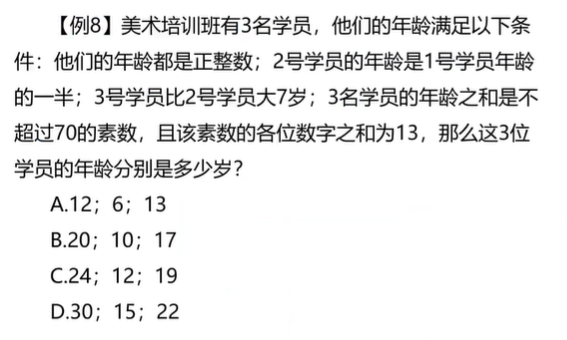 【例8】美术培训班有3名学员，他们的年龄满足以下条
件：他们的年龄都是正整数；2号学员的年龄是1号学员年龄
的一半；3号学员比2号学员大7岁；3名学员的年龄之和是不
超过70的素数，且该素数的各位数字之和为13，那么这3位
学员的年龄分别是多少岁？
A.12；6；13
B.20；10；17
C.24；12；19
D.30；15；22